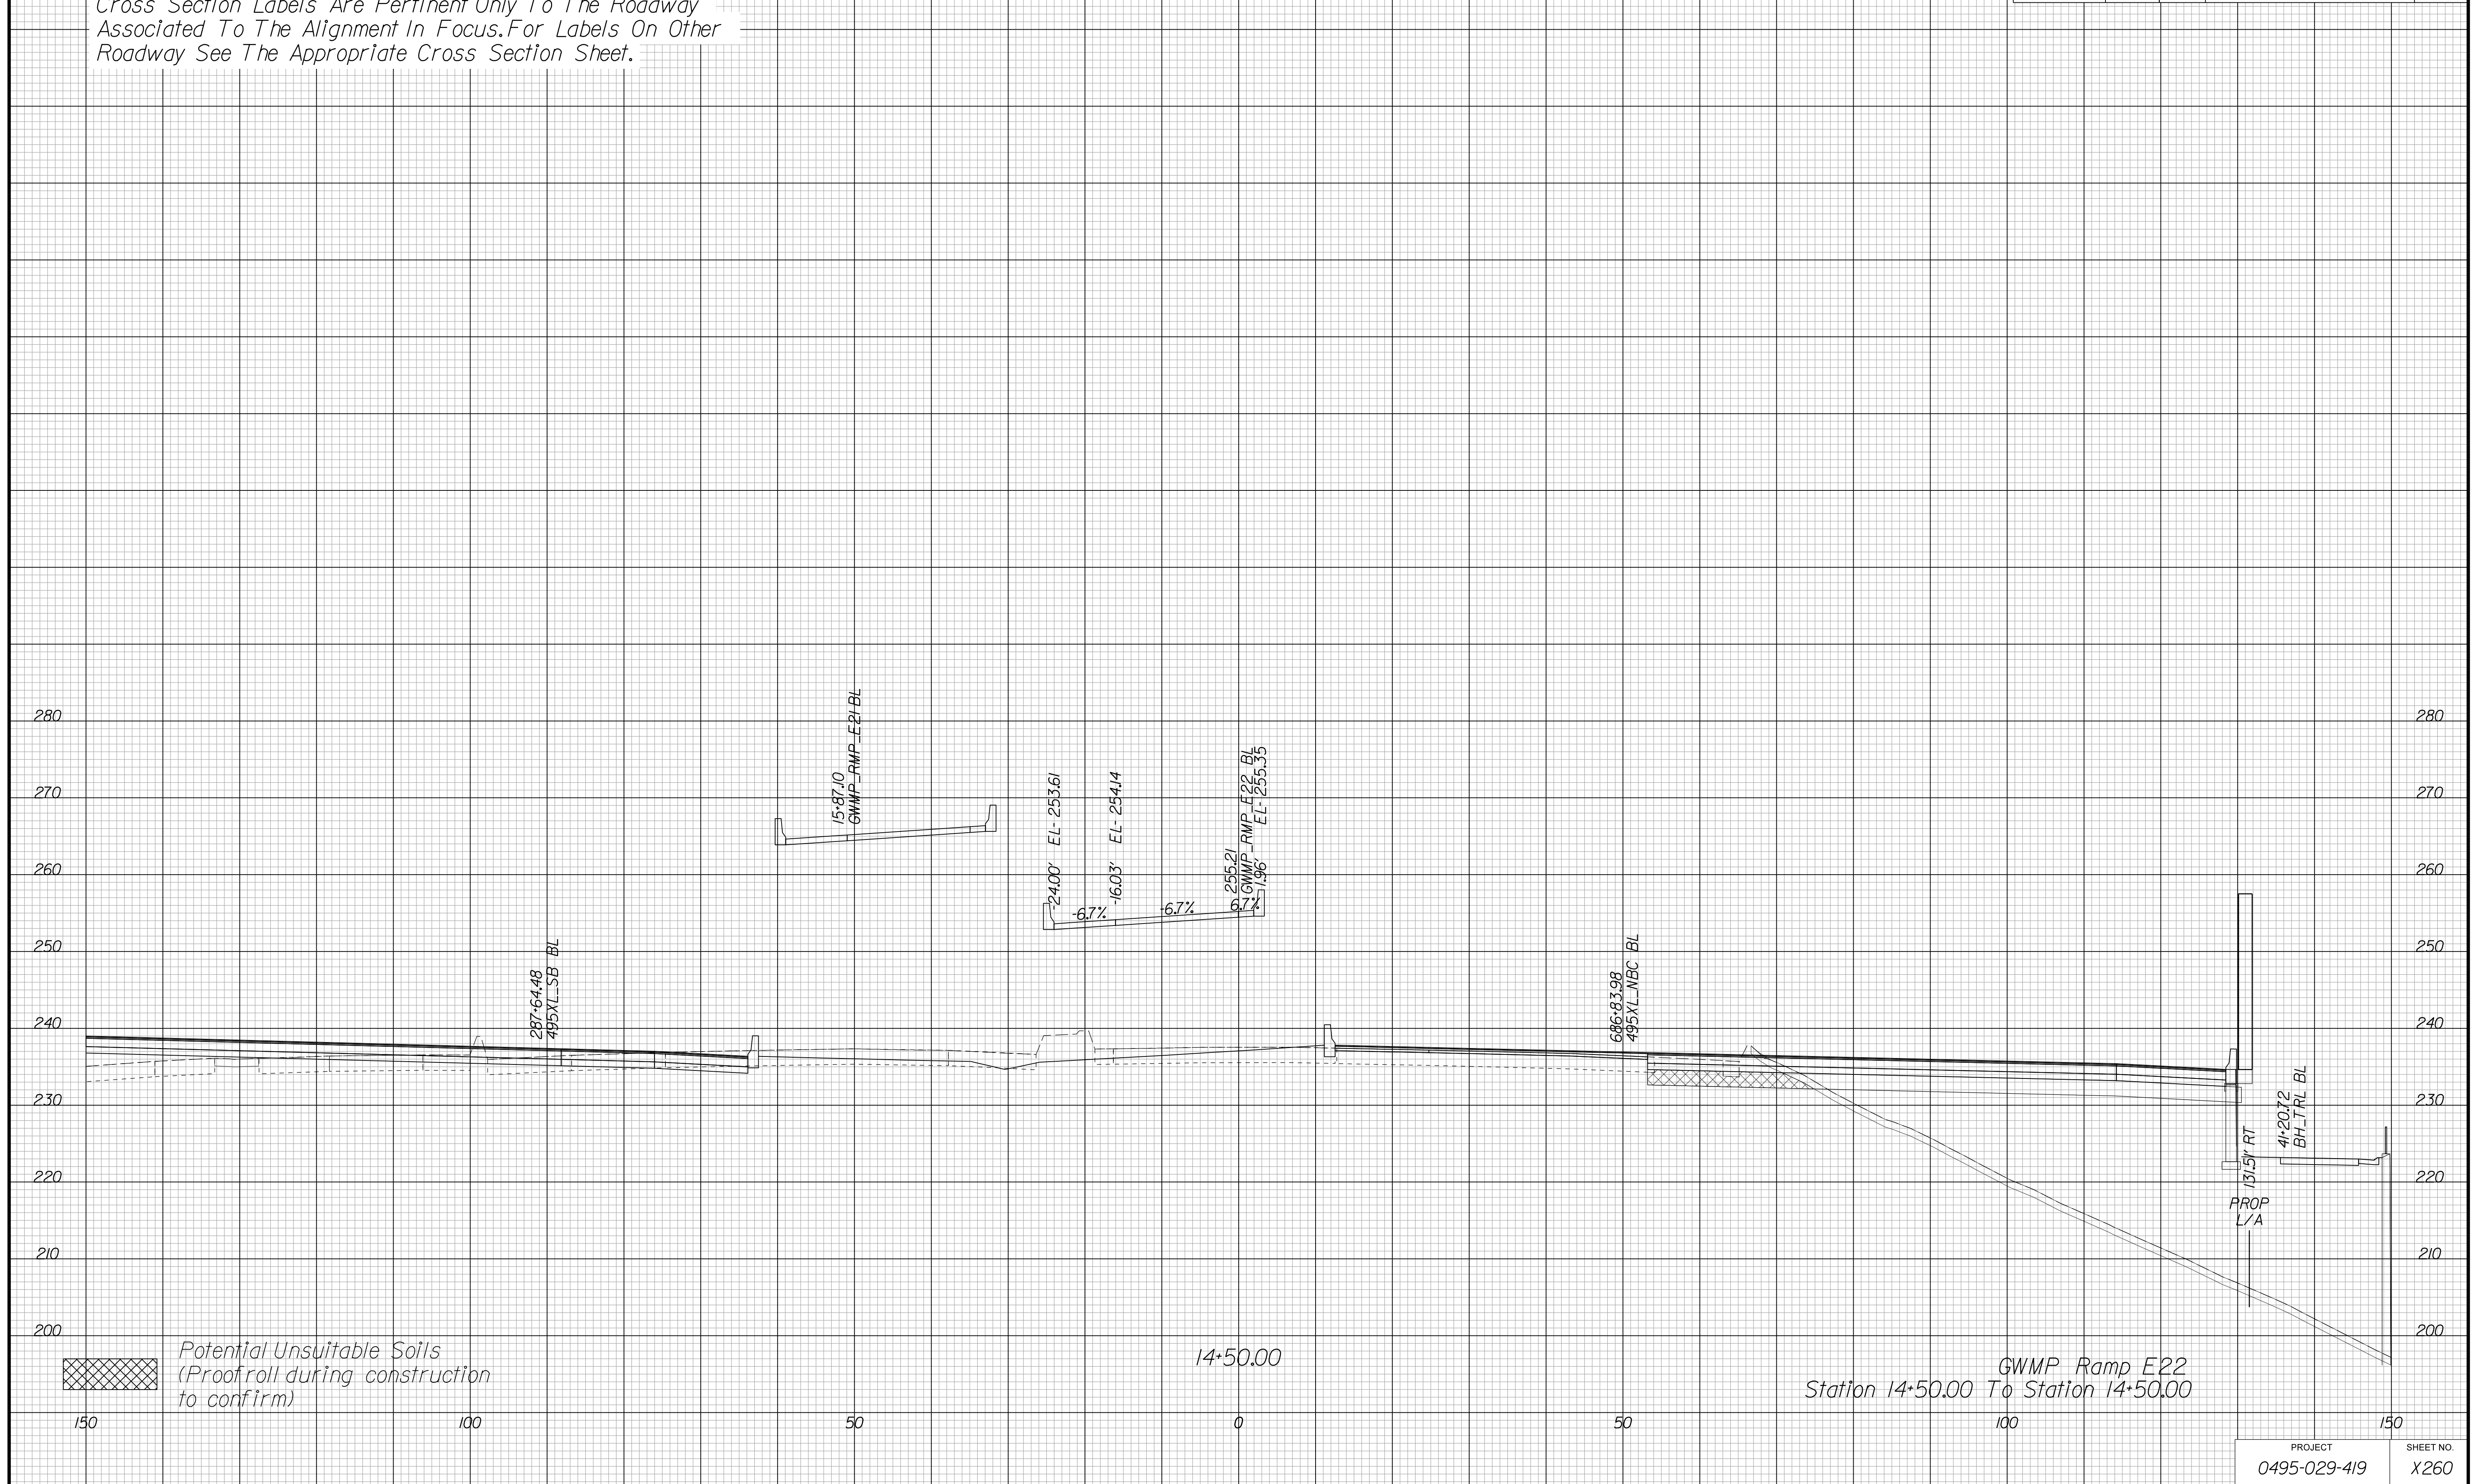 Cross Section Labels Are Pertinent Only To The Roadway
Associated To The Alignment In Focus. For Labels On Other
Roadway See The Appropriate Cross Section Sheet.
280
280
15+87.10
GWMP_RMP_E21 BL
270
270
-24.00' EL- 253.61
-16.03' EL- 254.14
255.21
GWMP_RMP_E22 BL
1.96' EL- 255.35
260
260
-6.7%
-6.7%
6.7%
250
250
287+64.48
495XL_SB BL
686+83.98
495XL_NBC BL
240
240
230
230
41+20.72
BH_TRL BL
131.51' RT
220
220
PROP
L/A
210
210
200
200
Potential Unsuitable Soils
(Proofroll during construction
to confirm)
14+50.00
GWMP Ramp E22
Station 14+50.00 To Station 14+50.00
150
100
50
0
50
100
150
PROJECT
SHEET NO.
0495-029-419
X260